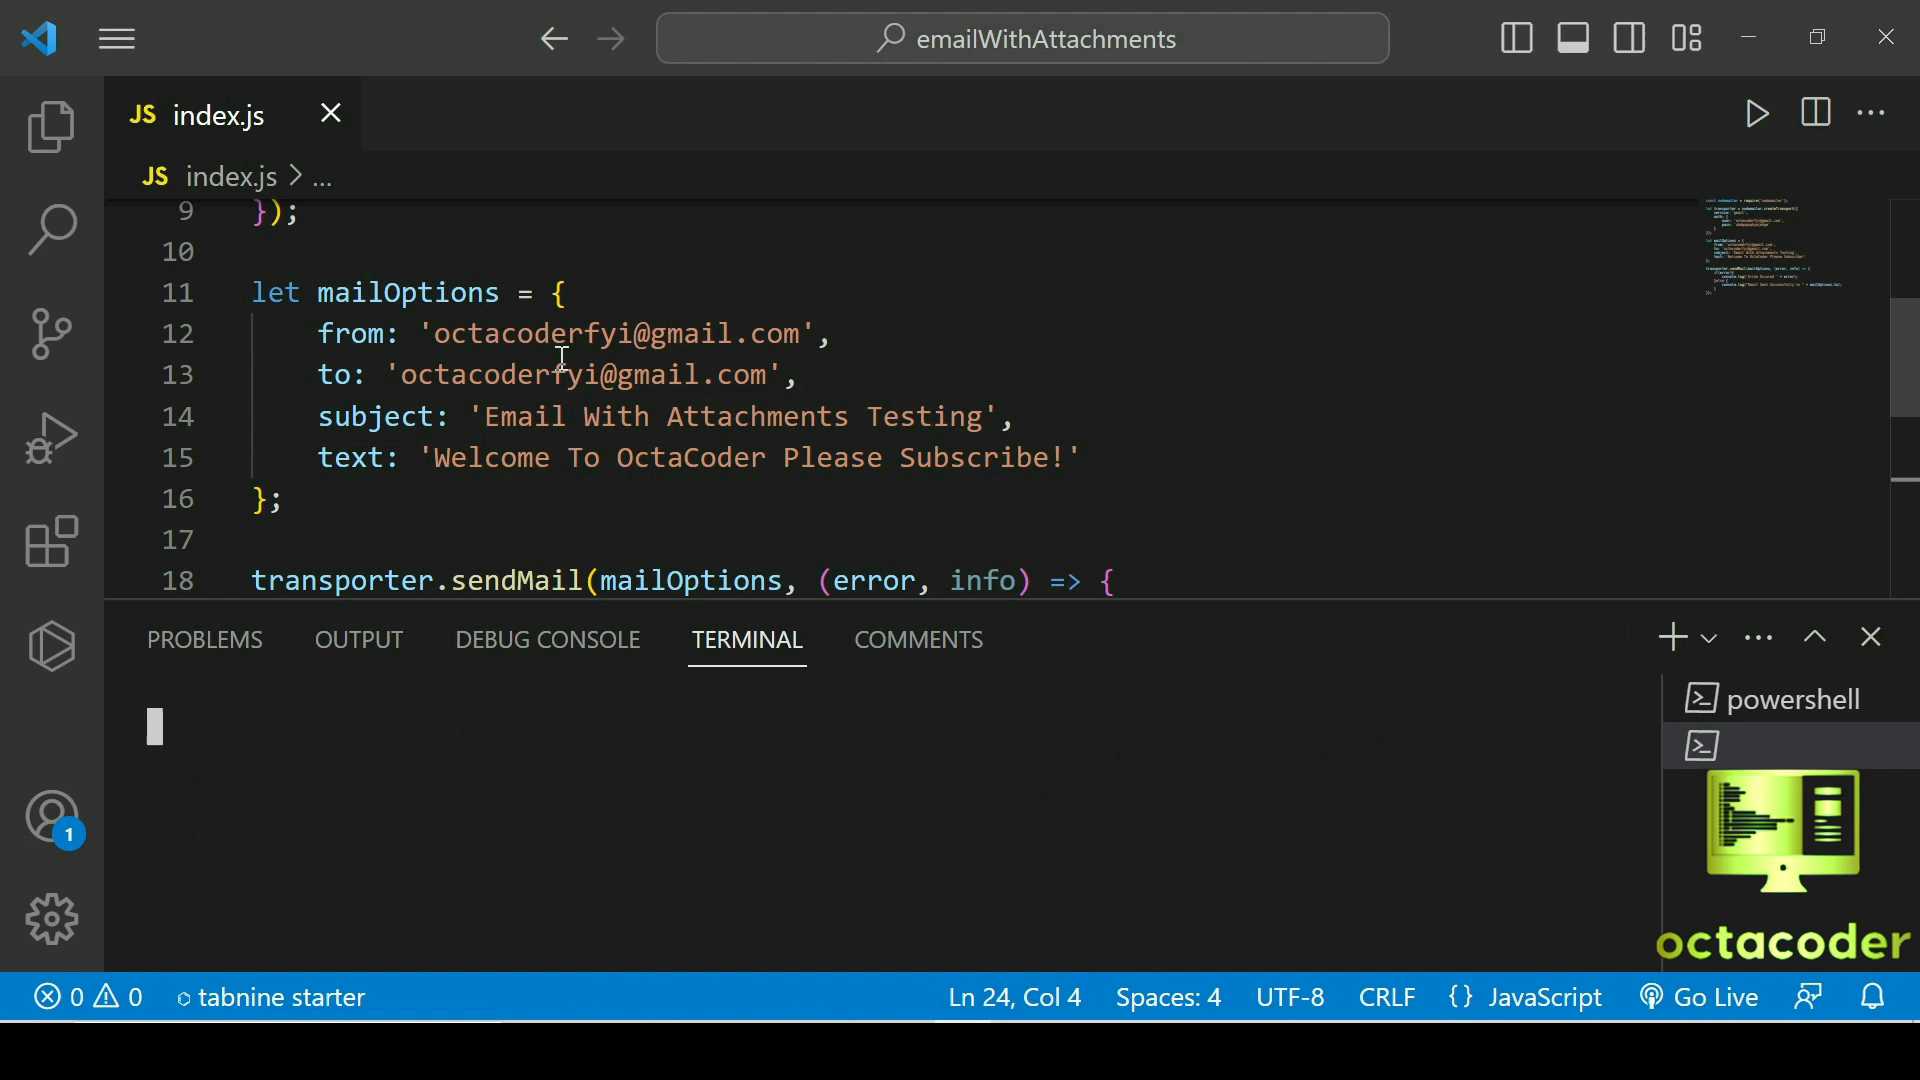 emailWithAttachments
JS index.js
JS index.js > ...
9 });
10
11 let mailOptions = {
12 from: 'octacoderfyi@gmail.com',
13 to: 'octacoderfyi@gmail.com',
14 subject: 'Email With Attachments Testing',
15 text: 'Welcome To OctaCoder Please Subscribe!'
16 };
17
18 transporter.sendMail(mailOptions, (error, info) => {
PROBLEMS OUTPUT DEBUG CONSOLE TERMINAL COMMENTS
powershell
octacoder
1
0 0 tabnine starter Ln 24, Col 4 Spaces: 4 UTF-8 CRLF {} JavaScript Go Live